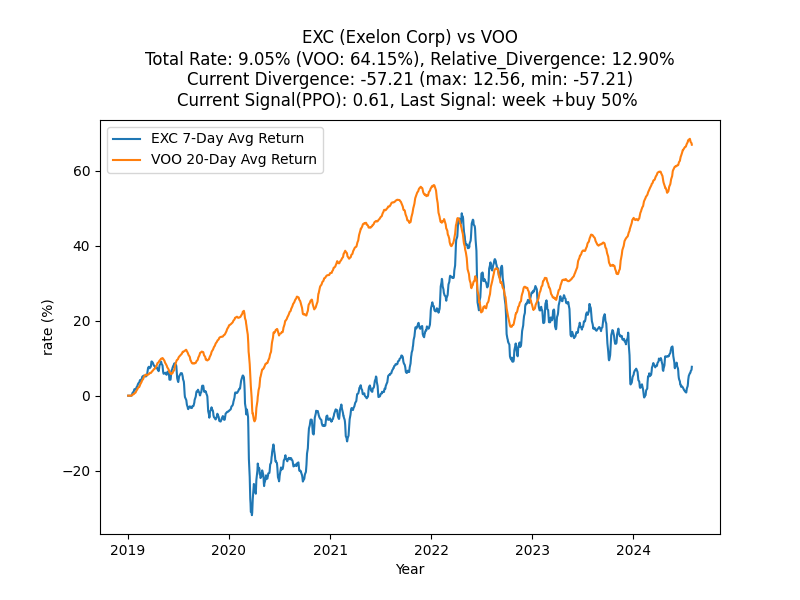 EXC (Exelon Corp) vs VOO
Total Rate: 9.05% (VOO: 64.15%), Relative_Divergence: 12.90%
Current Divergence: -57.21 (max: 12.56, min: -57.21)
Current Signal(PPO): 0.61, Last Signal: week +buy 50%
EXC 7-Day Avg Return
VOO 20-Day Avg Return
60
40
20
0
−20
rate (%)
2019 2020 2021 2022 2023 2024
Year